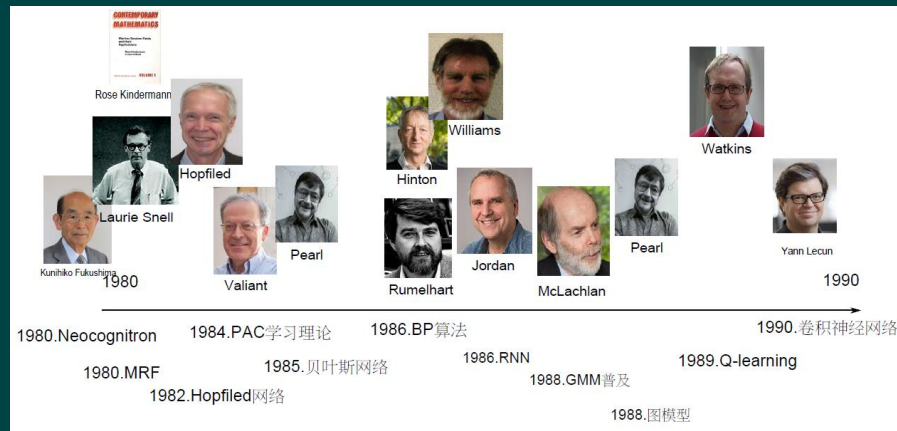 CONTEMPORARY
MATHEMATICS
VOLUME 1
Rose Kindermann
Williams
Hopfiled
Watkins
Hinton
Laurie Snell
Pearl
Pearl
Yann Lecun
Jordan
Kunihiko Fukushima
Valiant
Rumelhart
McLachlan
1980
1990
1980.Neocognitron
1984.PAC学习理论
1986.BP算法
1990.卷积神经网络
1980.MRF
1985.贝叶斯网络
1986.RNN
1989.Q-learning
1982.Hopfiled网络
1988.GMM普及
1988.图模型